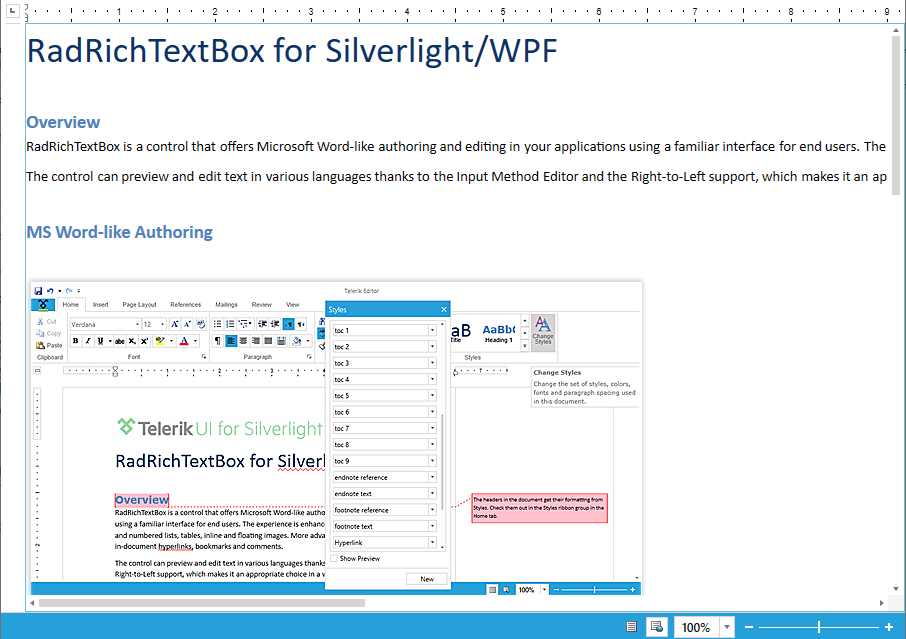 1 2 3 4 5 6 7 8 9
RadRichTextBox for Silverlight/WPF
Overview
RadRichTextBox is a control that offers Microsoft Word-like authoring and editing in your applications using a familiar interface for end users. The
The control can preview and edit text in various languages thanks to the Input Method Editor and the Right-to-Left support, which makes it an ap
MS Word-like Authoring
Telerik Editor
Home Insert Page Layout References Mailings Review View
Cut
Copy
Paste
Clipboard
Verdana 12
B I U abc X₂ X²
Font
Paragraph
Styles
toc 1
toc 2
toc 3
toc 4
toc 5
toc 6
toc 7
toc 8
toc 9
endnote reference
endnote text
footnote reference
footnote text
Hyperlink
Show Preview
New
aB AaBbC
Title Heading 1
Change
Styles
Styles
Change Styles
Change the set of styles, colors,
fonts and paragraph spacing used
in this document.
Telerik UI for Silverlight
RadRichTextBox for Silverl
Overview
RadRichTextBox is a control that offers Microsoft Word-like autho
using a familiar interface for end users. The experience is enhanc
and numbered lists, tables, inline and floating images. More adva
in-document hyperlinks, bookmarks and comments.
The control can preview and edit text in various languages thanks
Right-to-Left support, which makes it an appropriate choice in a v
The headers in the document get their formatting from
Styles. Check them out in the Styles ribbon group in the
Home tab.
100%
100%